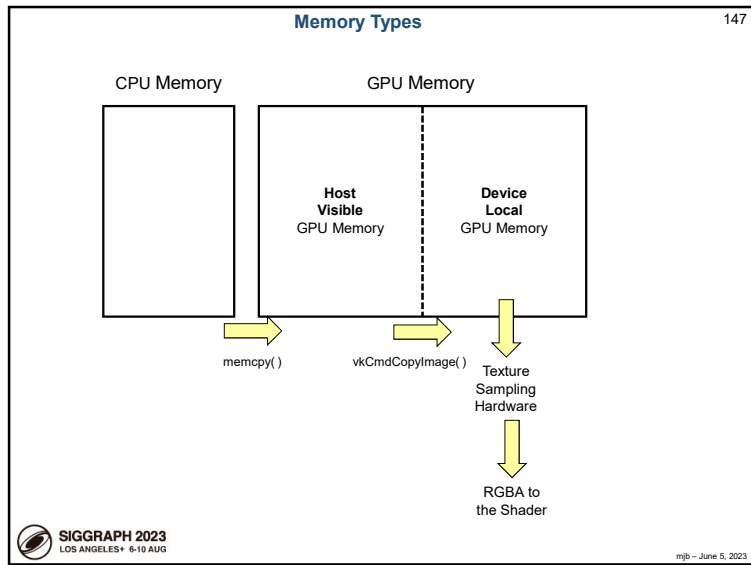 Memory Types
147
CPU Memory
GPU Memory
Host
Visible
GPU Memory
Device
Local
GPU Memory
memcpy( )
vkCmdCopyImage( )
Texture
Sampling
Hardware
RGBA to
the Shader
SIGGRAPH 2023
LOS ANGELES+ 6-10 AUG
mjb – June 5, 2023